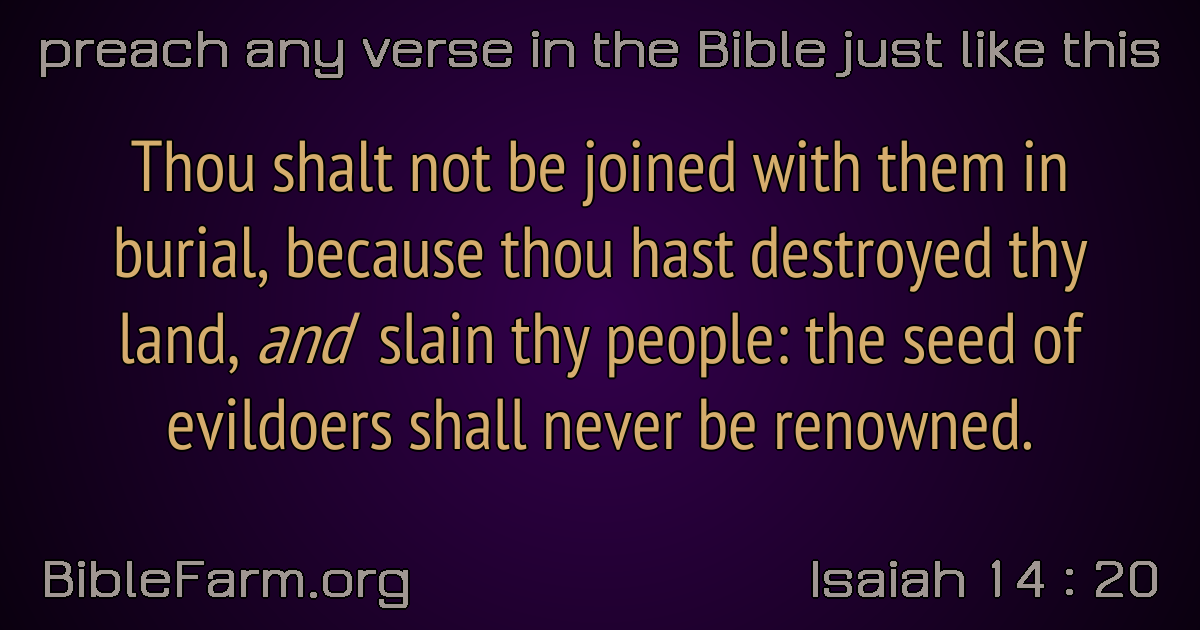 preach any verse in the Bible just like this
Thou shalt not be joined with them in
burial, because thou hast destroyed thy
land, and slain thy people: the seed of
evildoers shall never be renowned.
BibleFarm.org
Isaiah 14 : 20